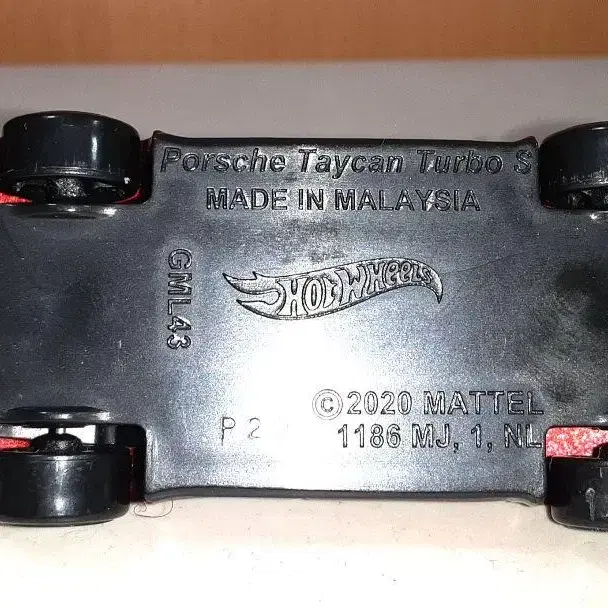 Porsche Taycan Turbo S
MADE IN MALAYSIA
GML43
HOT WHEELS
©2020 MATTEL
P 2
1186 MJ, 1, NL